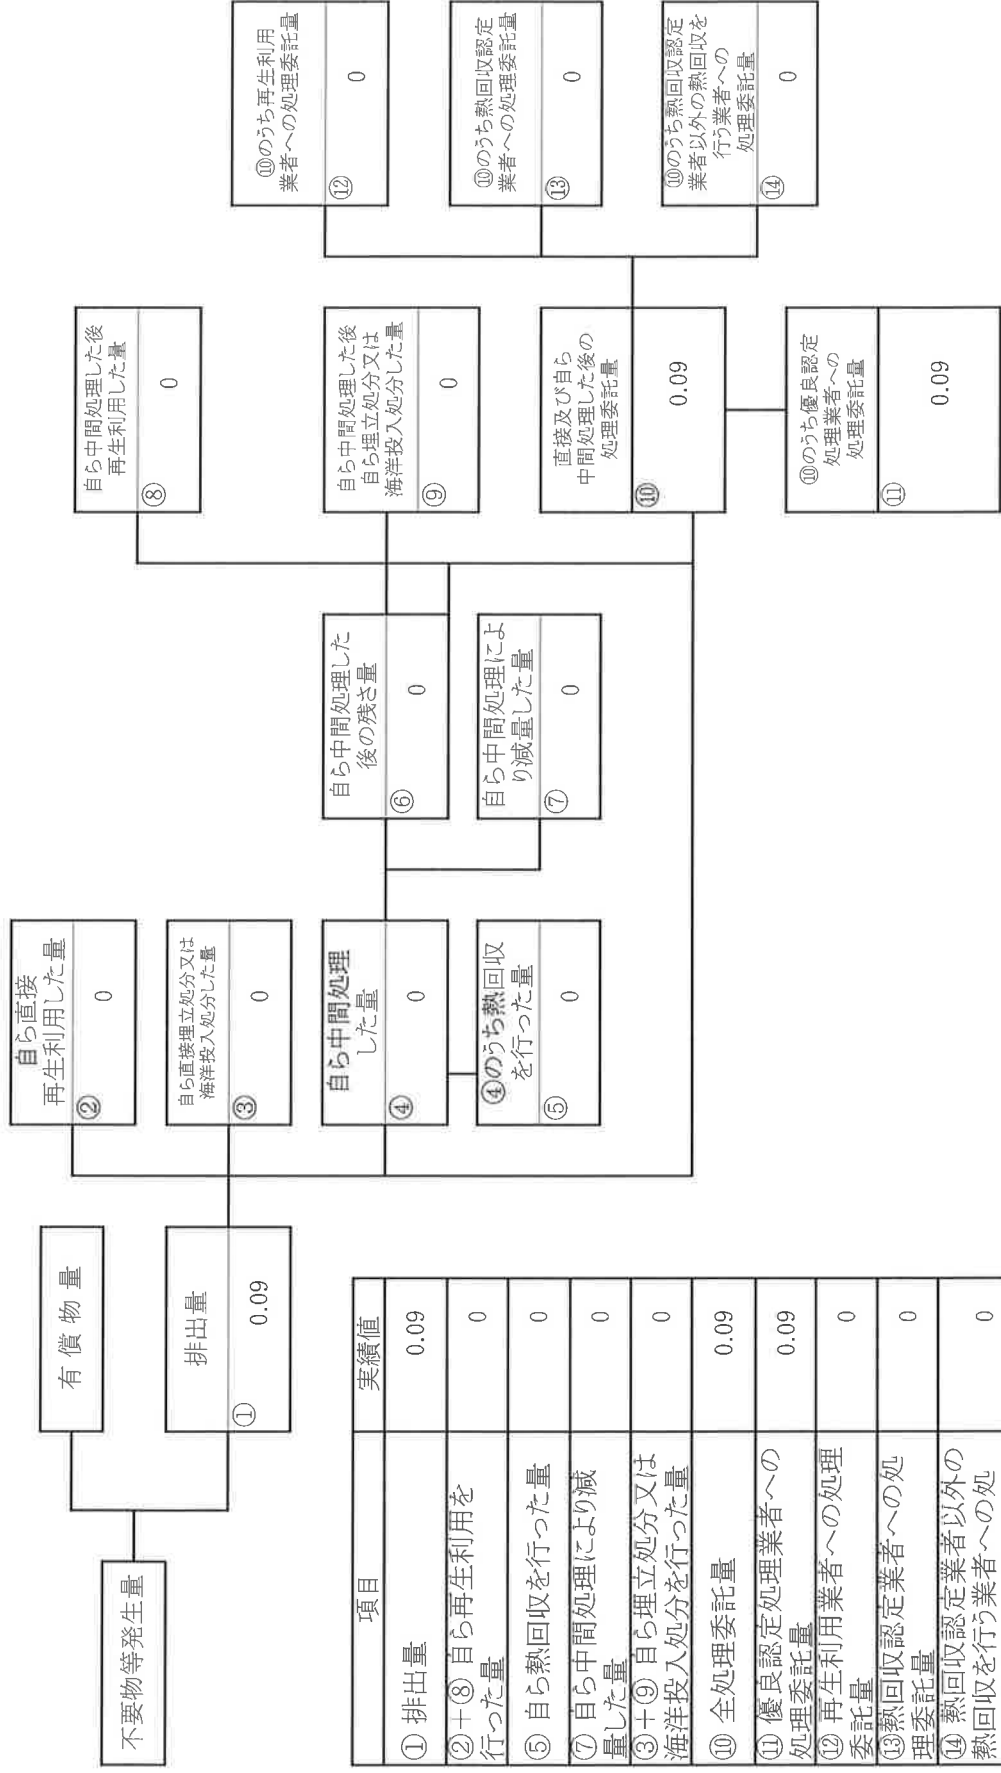 不要物等発生量
有償物量
排出量
①
0.09
自ら直接
再生利用した量
②
0
自ら直接埋立処分又は
海洋投入処分した量
③
0
自ら中間処理
した量
④
0
④のうち熱回収
を行った量
⑤
0
自ら中間処理した
後の残さ量
⑥
0
自ら中間処理によ
り減量した量
⑦
0
自ら中間処理した後
再生利用した量
⑧
0
自ら中間処理した後
自ら埋立処分又は
海洋投入処分した量
⑨
0
直接及び自ら
中間処理した後の
処理委託量
⑩
0.09
⑩のうち優良認定
処理業者への
処理委託量
⑪
0.09
⑩のうち再生利用
業者への処理委託量
⑫
0
⑩のうち熱回収認定
業者への処理委託量
⑬
0
⑩のうち熱回収認定
業者以外の熱回収を
行う業者への
処理委託量
⑭
0
項目 実績値
①排出量 0.09
②+⑧自ら再生利用を
行った量 0
⑤自ら熱回収を行った量 0
⑦自ら中間処理により減
量した量 0
③+⑨自ら埋立処分又は
海洋投入処分を行った量 0
⑩全処理委託量 0.09
⑪優良認定処理業者への
処理委託量 0.09
⑫再生利用業者への処理
委託量 0
⑬熱回収認定業者への処
理委託量 0
⑭熱回収認定業者以外の
熱回収を行う業者への処 0